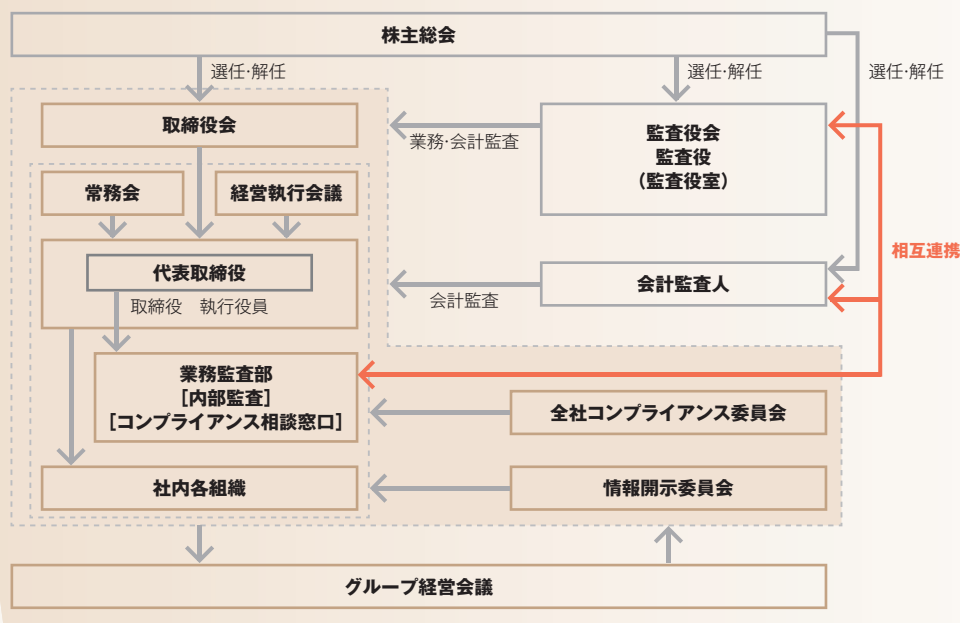 株主総会
選任・解任
選任・解任
選任・解任
取締役会
業務・会計監査
監査役会
監査役
（監査役室）
常務会
経営執行会議
相互連携
代表取締役
会計監査人
取締役　執行役員
会計監査
業務監査部
［内部監査］
［コンプライアンス相談窓口］
全社コンプライアンス委員会
社内各組織
情報開示委員会
グループ経営会議